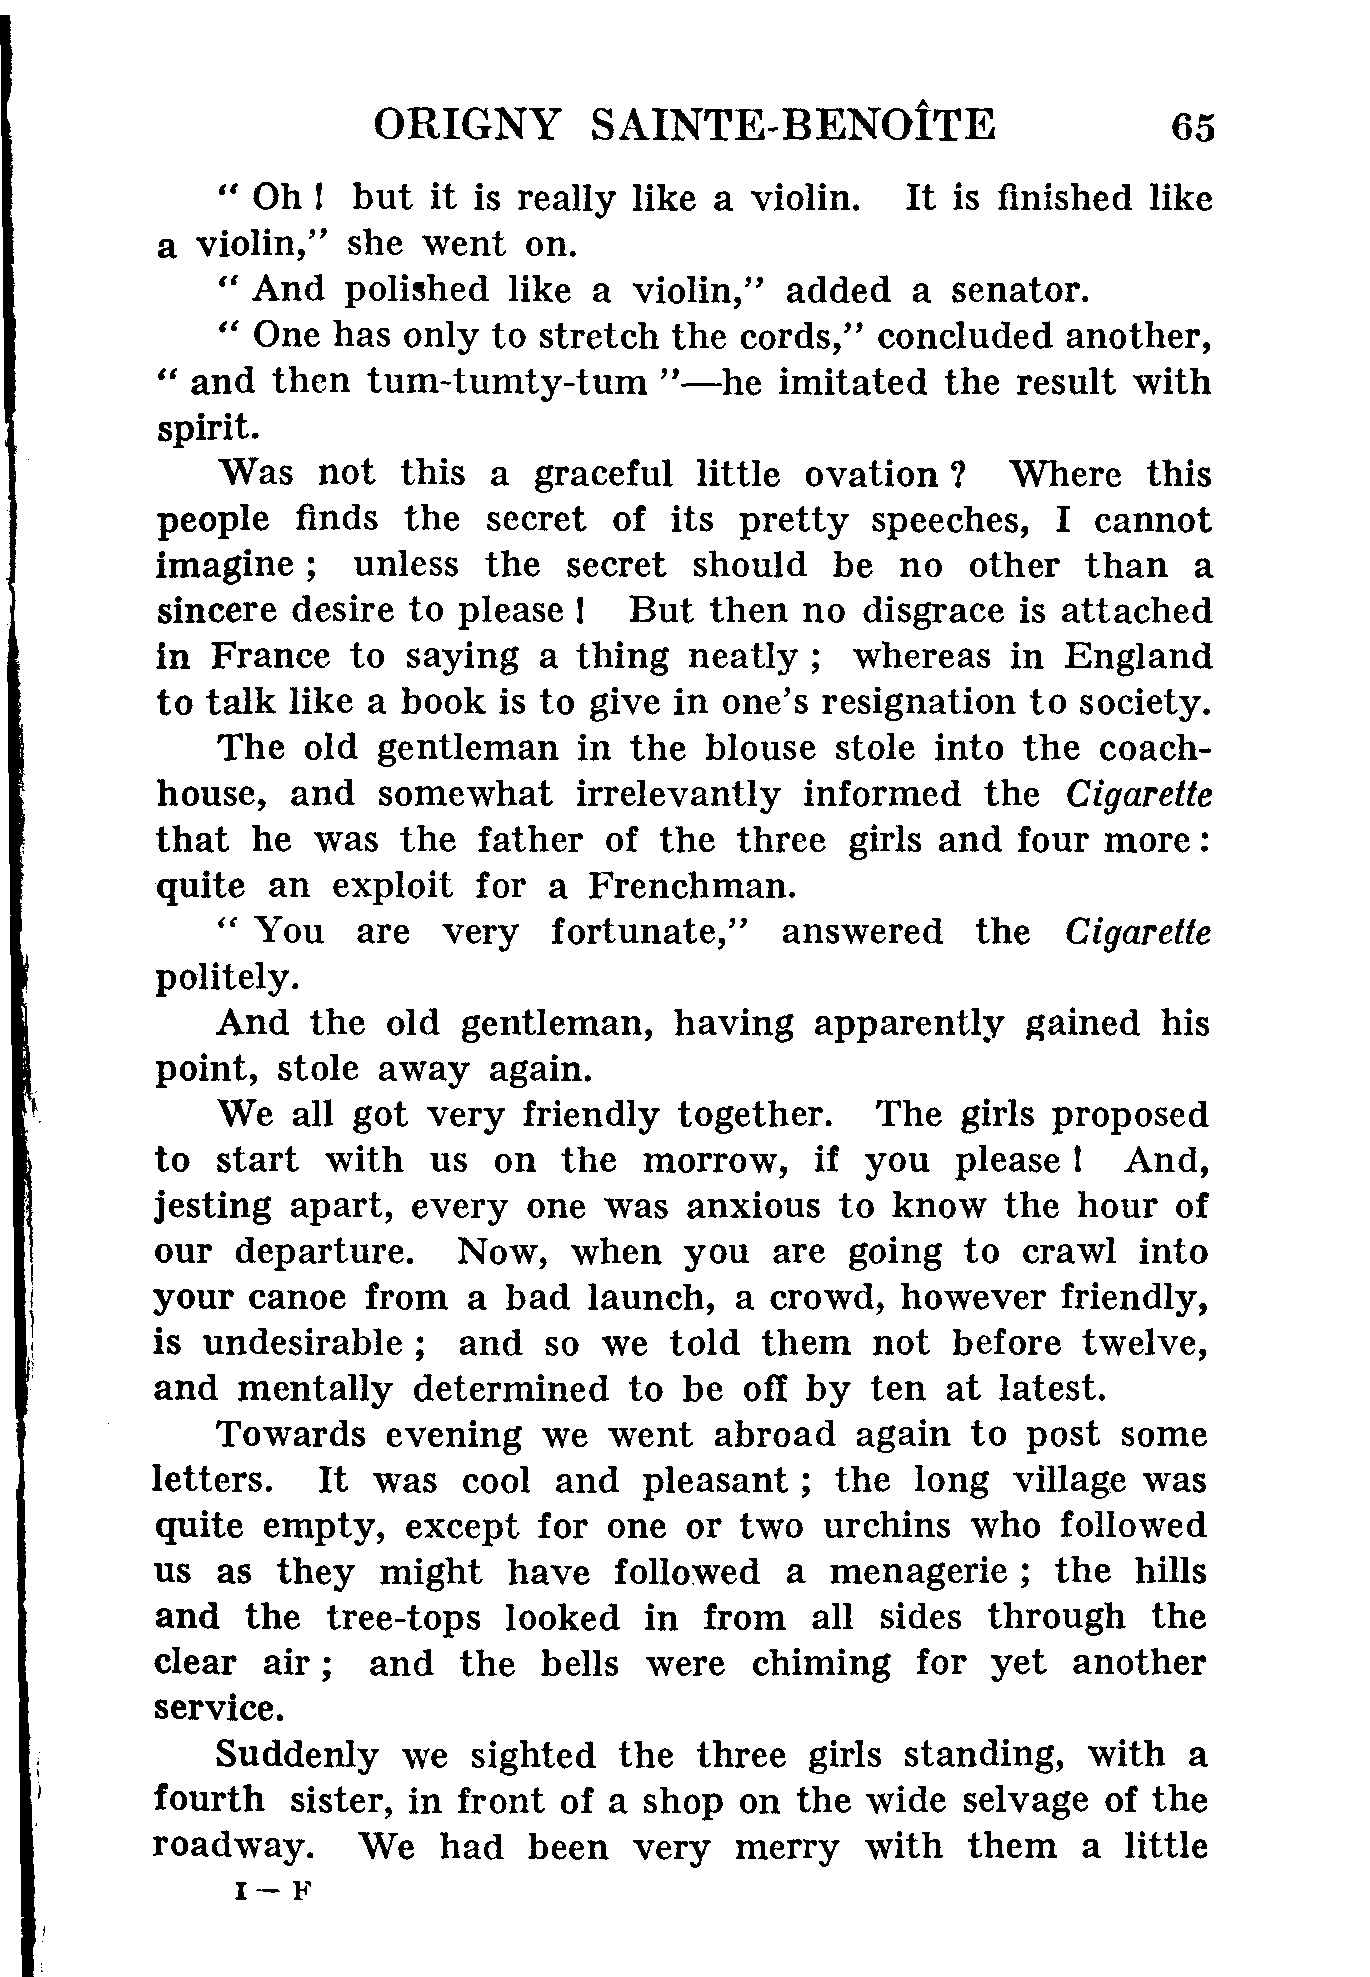 ORIGNY SAINTE-BENOÎTE 65
“ Oh ! but it is really like a violin. It is finished like
a violin,” she went on.
“ And polished like a violin,” added a senator.
“ One has only to stretch the cords,” concluded another,
“ and then tum-tumty-tum ”—he imitated the result with
spirit.
Was not this a graceful little ovation ? Where this
people finds the secret of its pretty speeches, I cannot
imagine ; unless the secret should be no other than a
sincere desire to please ! But then no disgrace is attached
in France to saying a thing neatly ; whereas in England
to talk like a book is to give in one’s resignation to society.
The old gentleman in the blouse stole into the coach-
house, and somewhat irrelevantly informed the Cigarette
that he was the father of the three girls and four more :
quite an exploit for a Frenchman.
“ You are very fortunate,” answered the Cigarette
politely.
And the old gentleman, having apparently gained his
point, stole away again.
We all got very friendly together. The girls proposed
to start with us on the morrow, if you please ! And,
jesting apart, every one was anxious to know the hour of
our departure. Now, when you are going to crawl into
your canoe from a bad launch, a crowd, however friendly,
is undesirable ; and so we told them not before twelve,
and mentally determined to be off by ten at latest.
Towards evening we went abroad again to post some
letters. It was cool and pleasant ; the long village was
quite empty, except for one or two urchins who followed
us as they might have followed a menagerie ; the hills
and the tree-tops looked in from all sides through the
clear air ; and the bells were chiming for yet another
service.
Suddenly we sighted the three girls standing, with a
fourth sister, in front of a shop on the wide selvage of the
roadway. We had been very merry with them a little
I — F